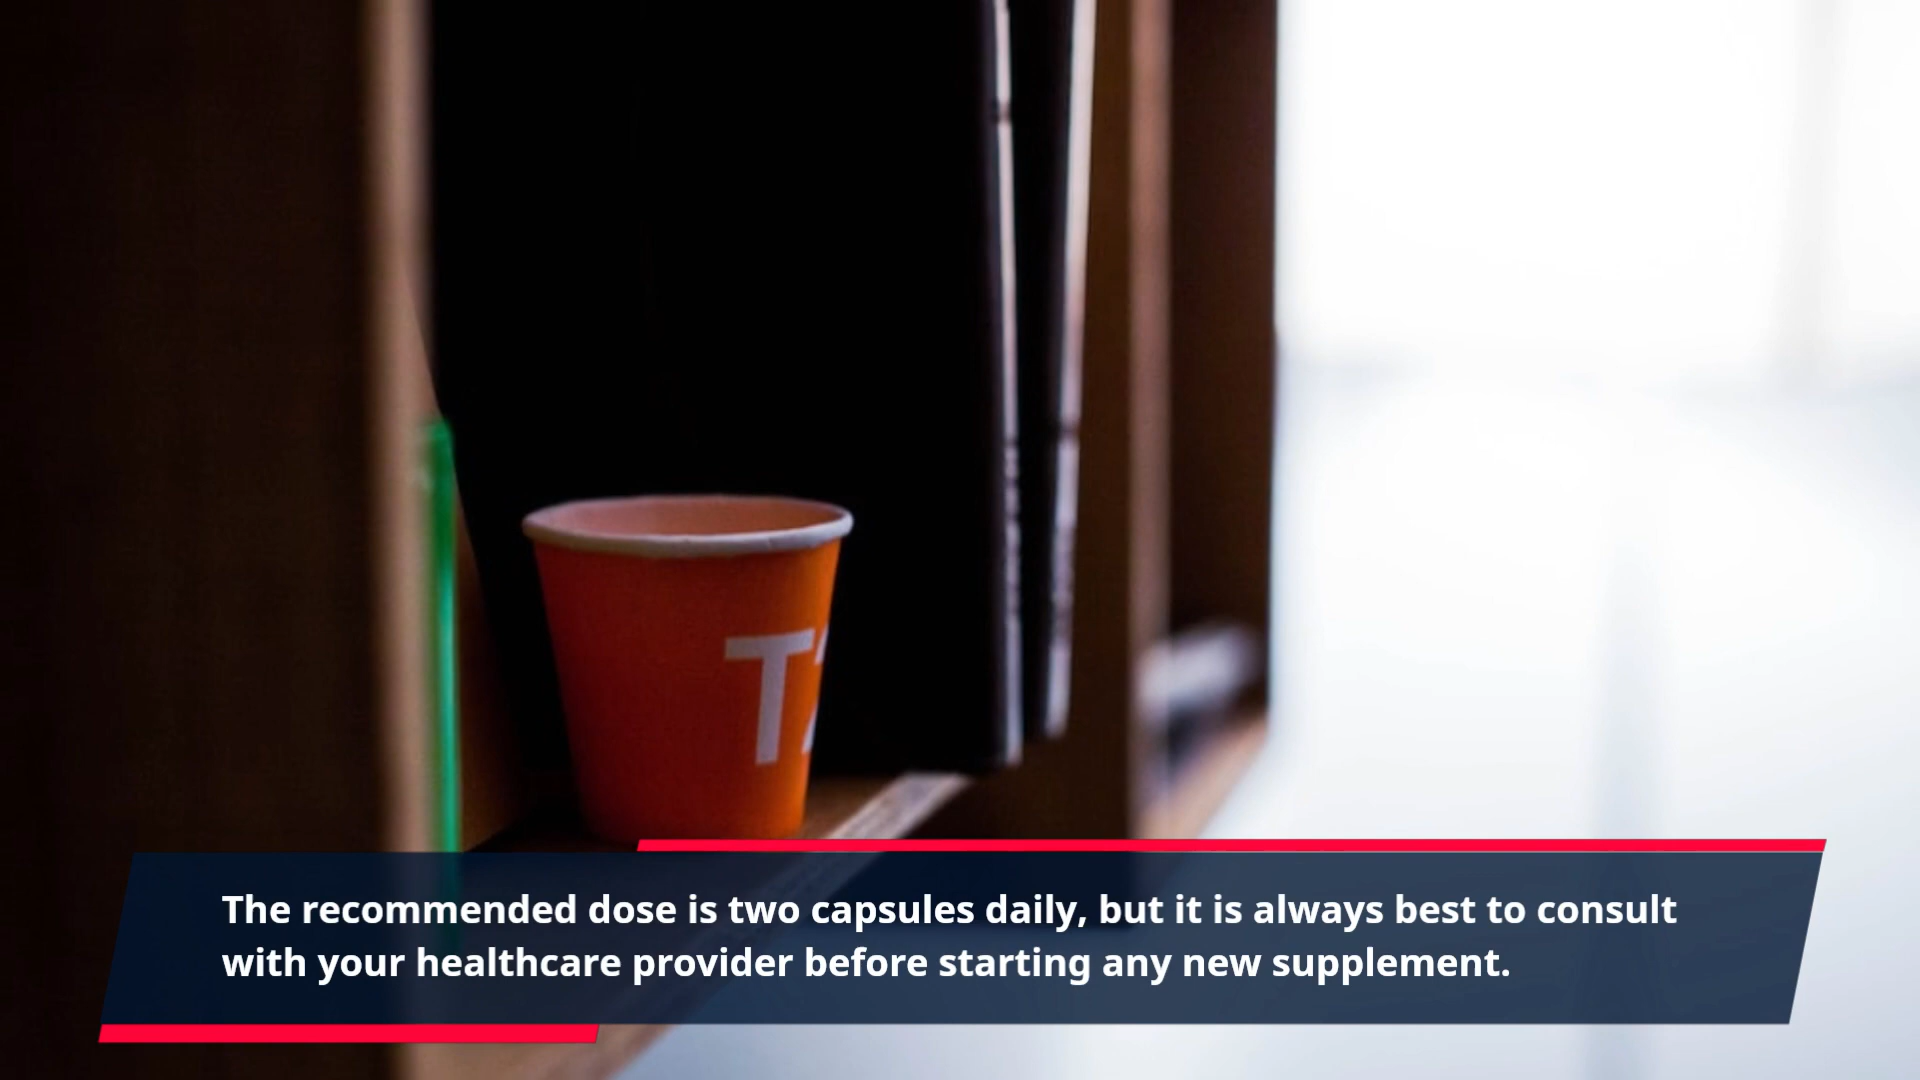 T
The recommended dose is two capsules daily, but it is always best to consult
with your healthcare provider before starting any new supplement.